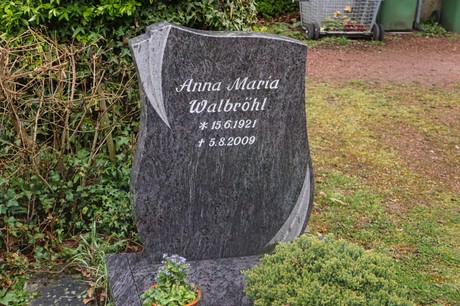 Anna Maria
Walbröhl
* 15.6.1921
† 5.8.2009